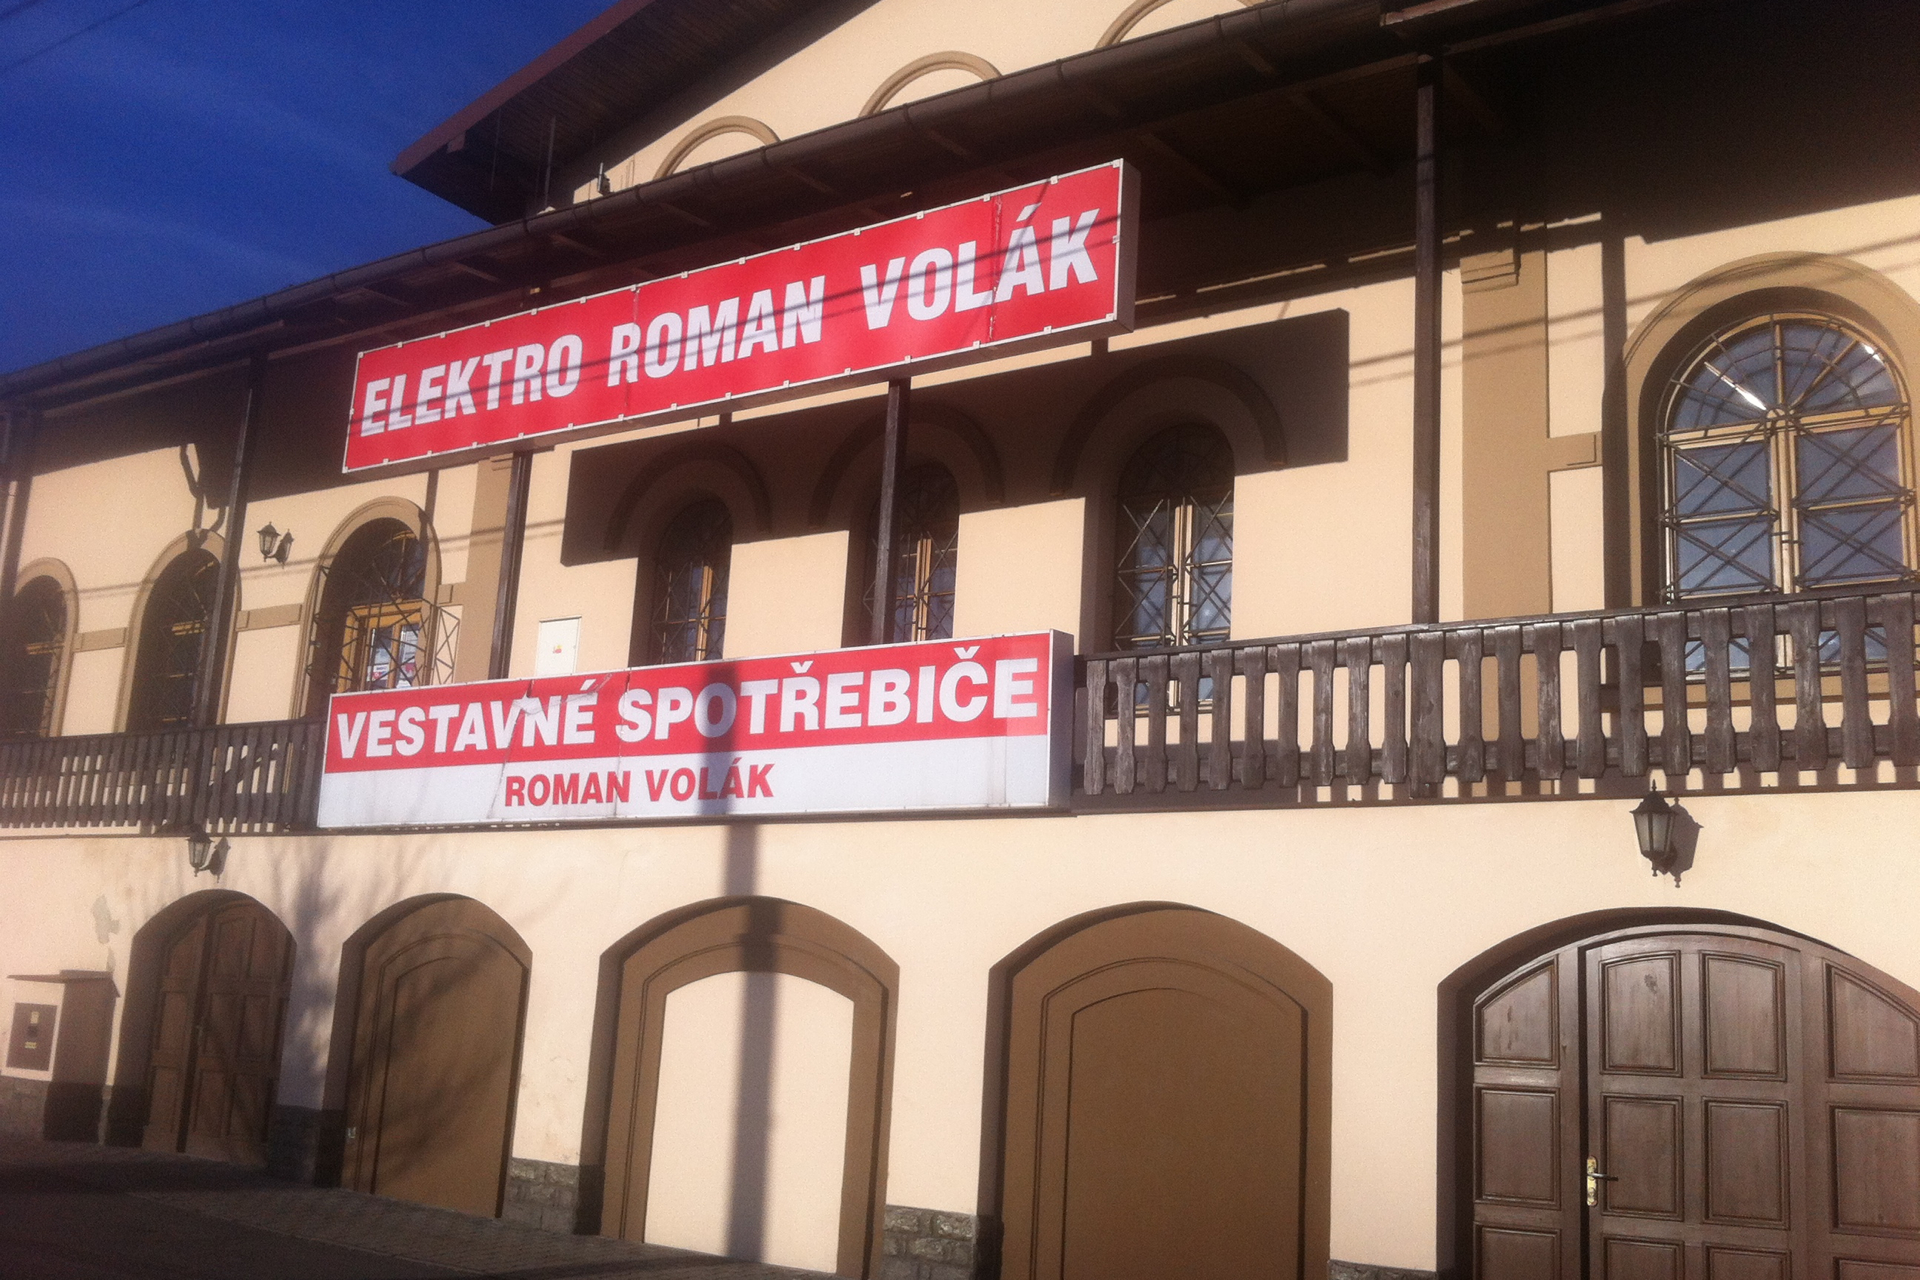 ELEKTRO ROMAN VOLÁK
VESTAVNÉ SPOTŘEBIČE
ROMAN VOLÁK